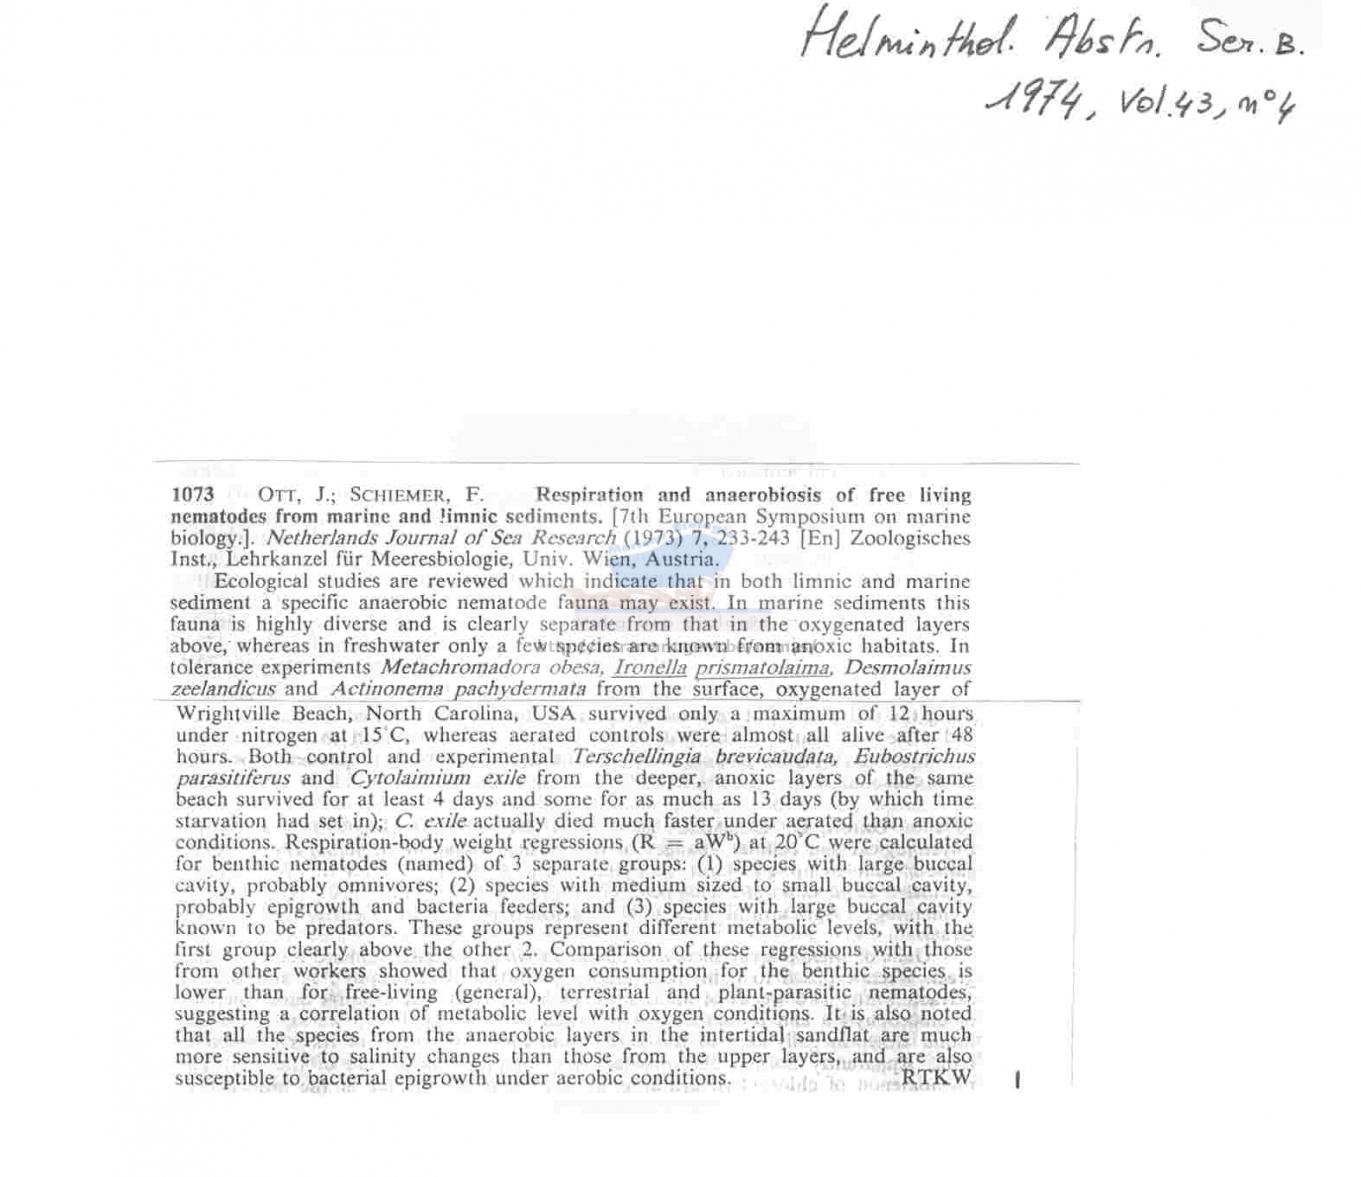 Helminthol. Abstr. Ser. B.
1974, Vol.43, n°4
1073 OTT, J.; SCHIEMER, F. Respiration and anaerobiosis of free living
nematodes from marine and limnic sediments. [7th European Symposium on marine
biology.]. Netherlands Journal of Sea Research (1973) 7, 233-243 [En] Zoologisches
Inst., Lehrkanzel für Meeresbiologie, Univ. Wien, Austria.
Ecological studies are reviewed which indicate that in both limnic and marine
sediment a specific anaerobic nematode fauna may exist. In marine sediments this
fauna is highly diverse and is clearly separate from that in the oxygenated layers
above, whereas in freshwater only a few species are known from anoxic habitats. In
tolerance experiments Metachromadora obesa, Ironella prismatolaima, Desmolaimus
zeelandicus and Actinonema pachydermata from the surface, oxygenated layer of
Wrightville Beach, North Carolina, USA survived only a maximum of 12 hours
under nitrogen at 15°C, whereas aerated controls were almost all alive after 48
hours. Both control and experimental Terschellingia brevicaudata, Eubostrichus
parasitiferus and Cytolaimium exile from the deeper, anoxic layers of the same
beach survived for at least 4 days and some for as much as 13 days (by which time
starvation had set in); C. exile actually died much faster under aerated than anoxic
conditions. Respiration-body weight regressions (R = aWᵇ) at 20°C were calculated
for benthic nematodes (named) of 3 separate groups: (1) species with large buccal
cavity, probably omnivores; (2) species with medium sized to small buccal cavity,
probably epigrowth and bacteria feeders; and (3) species with large buccal cavity
known to be predators. These groups represent different metabolic levels, with the
first group clearly above the other 2. Comparison of these regressions with those
from other workers showed that oxygen consumption for the benthic species is
lower than for free-living (general), terrestrial and plant-parasitic nematodes,
suggesting a correlation of metabolic level with oxygen conditions. It is also noted
that all the species from the anaerobic layers in the intertidal sandflat are much
more sensitive to salinity changes than those from the upper layers, and are also
susceptible to bacterial epigrowth under aerobic conditions. RTKW